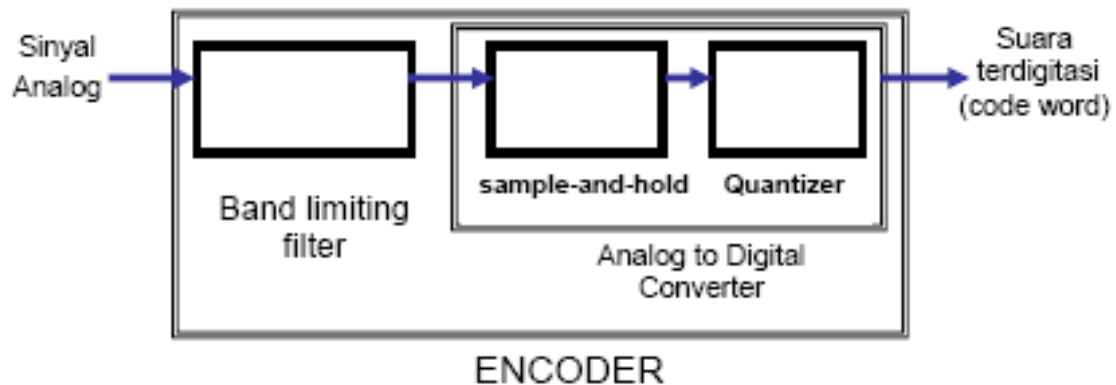 Sinyal
Analog
Suara
terdigitasi
(code word)
sample-and-hold
Quantizer
Band limiting
filter
Analog to Digital
Converter
ENCODER